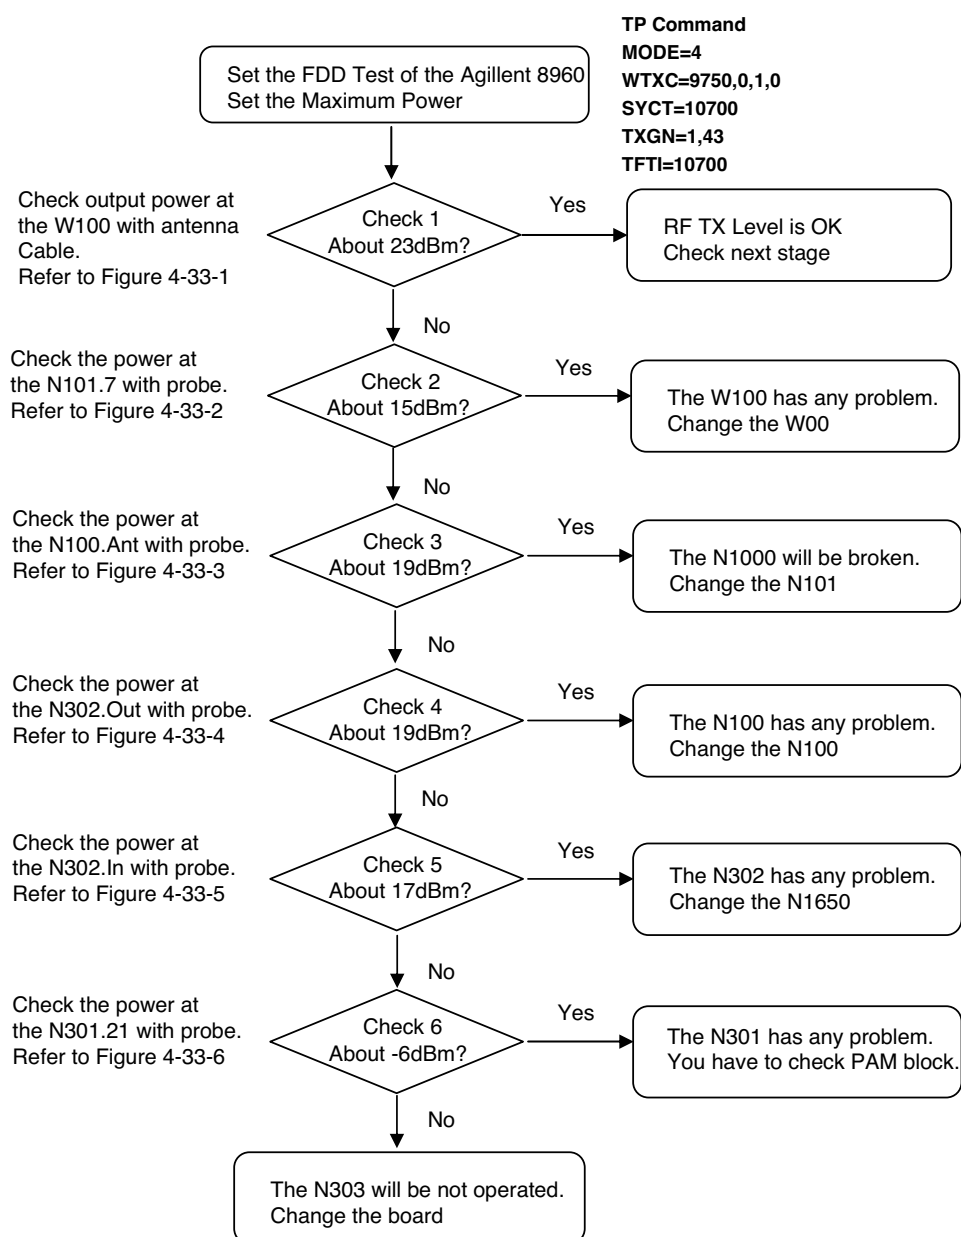 TP Command
MODE=4
WTXC=9750,0,1,0
SYCT=10700
TXGN=1,43
TFTI=10700
Set the FDD Test of the Agillent 8960
Set the Maximum Power
Check output power at
the W100 with antenna
Cable.
Refer to Figure 4-33-1
Check 1
About 23dBm?
Yes
RF TX Level is OK
Check next stage
No
Check the power at
the N101.7 with probe.
Refer to Figure 4-33-2
Check 2
About 15dBm?
Yes
The W100 has any problem.
Change the W00
No
Check the power at
the N100.Ant with probe.
Refer to Figure 4-33-3
Check 3
About 19dBm?
Yes
The N1000 will be broken.
Change the N101
No
Check the power at
the N302.Out with probe.
Refer to Figure 4-33-4
Check 4
About 19dBm?
Yes
The N100 has any problem.
Change the N100
No
Check the power at
the N302.In with probe.
Refer to Figure 4-33-5
Check 5
About 17dBm?
Yes
The N302 has any problem.
Change the N1650
No
Check the power at
the N301.21 with probe.
Refer to Figure 4-33-6
Check 6
About -6dBm?
Yes
The N301 has any problem.
You have to check PAM block.
No
The N303 will be not operated.
Change the board